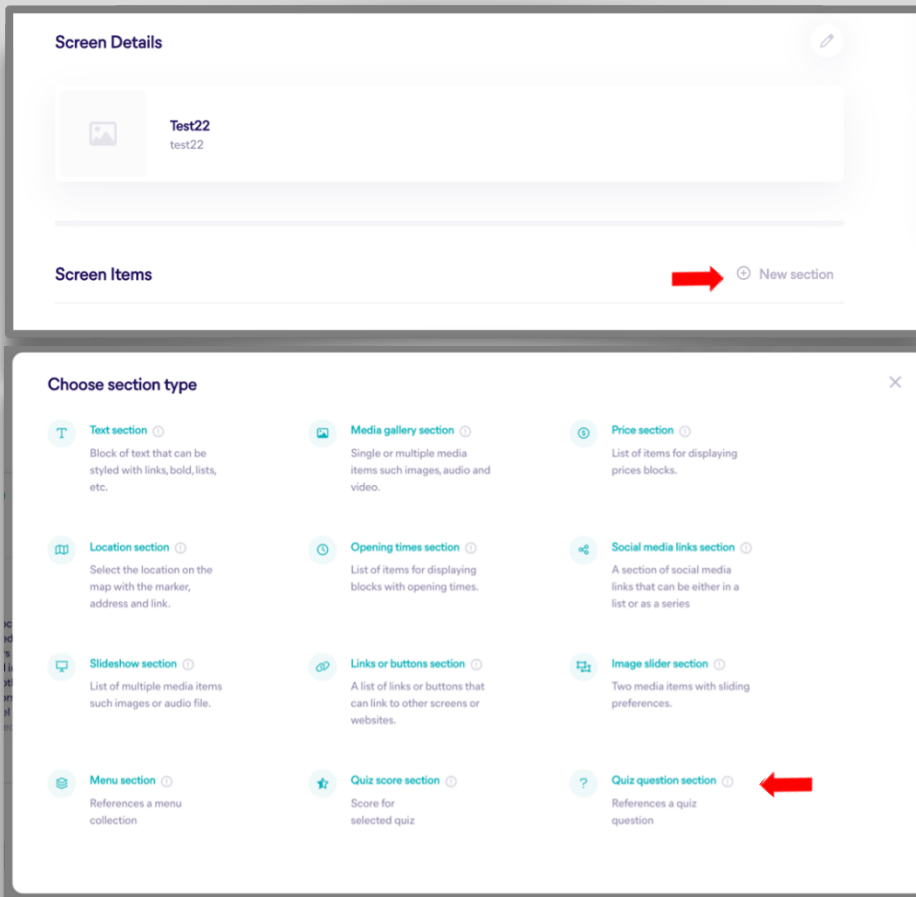 Screen Details
Test22
test22
Screen Items
New section
Choose section type
Text section
Block of text that can be
styled with links, bold, lists,
etc.
Media gallery section
Single or multiple media
items such images, audio and
video.
Price section
List of items for displaying
prices blocks.
Location section
Select the location on the
map with the marker,
address and link.
Opening times section
List of items for displaying
blocks with opening times.
Social media links section
A section of social media
links that can be either in a
list or as a series
Slideshow section
List of multiple media items
such images or audio file.
Links or buttons section
A list of links or buttons that
can link to other screens or
websites.
Image slider section
Two media items with sliding
preferences.
Menu section
References a menu
collection
Quiz score section
Score for
selected quiz
Quiz question section
References a quiz
question